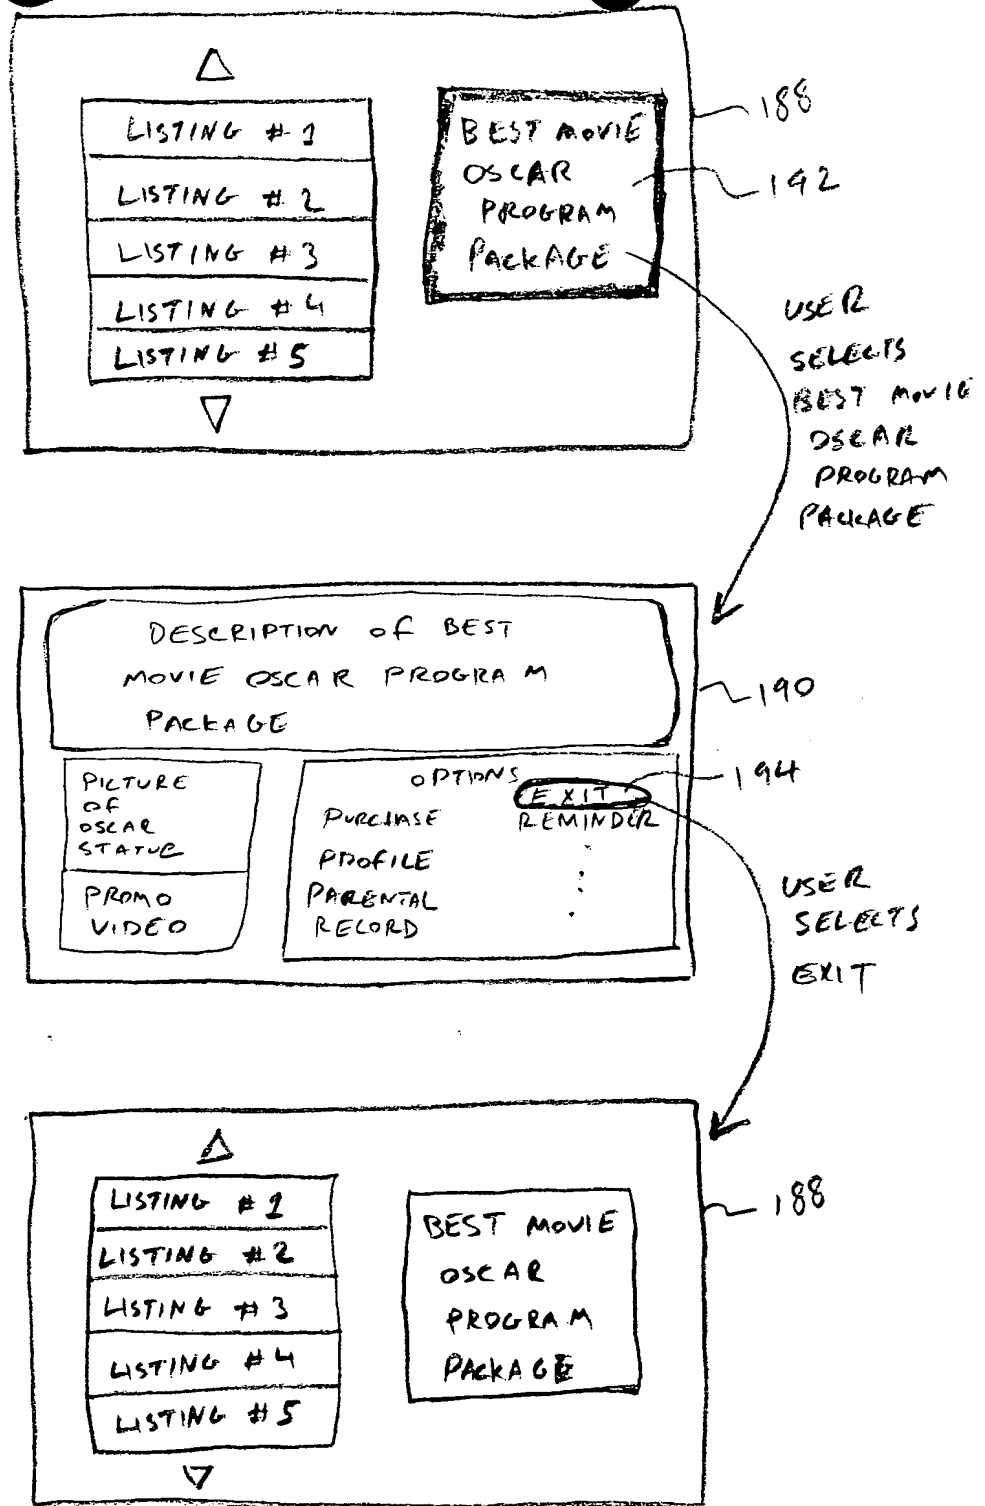 LISTING # 1
LISTING # 2
LISTING # 3
LISTING # 4
LISTING # 5
BEST MOVIE
OSCAR
PROGRAM
PACKAGE
188
192
USER
SELECTS
BEST MOVIE
OSCAR
PROGRAM
PACKAGE
DESCRIPTION OF BEST
MOVIE OSCAR PROGRAM
PACKAGE
190
PICTURE
OF
OSCAR
STATUE
PROMO
VIDEO
OPTIONS
EXIT
PURCHASE REMINDER
PROFILE
PARENTAL
RECORD
194
USER
SELECTS
EXIT
LISTING # 1
LISTING # 2
LISTING # 3
LISTING # 4
LISTING # 5
BEST MOVIE
OSCAR
PROGRAM
PACKAGE
188